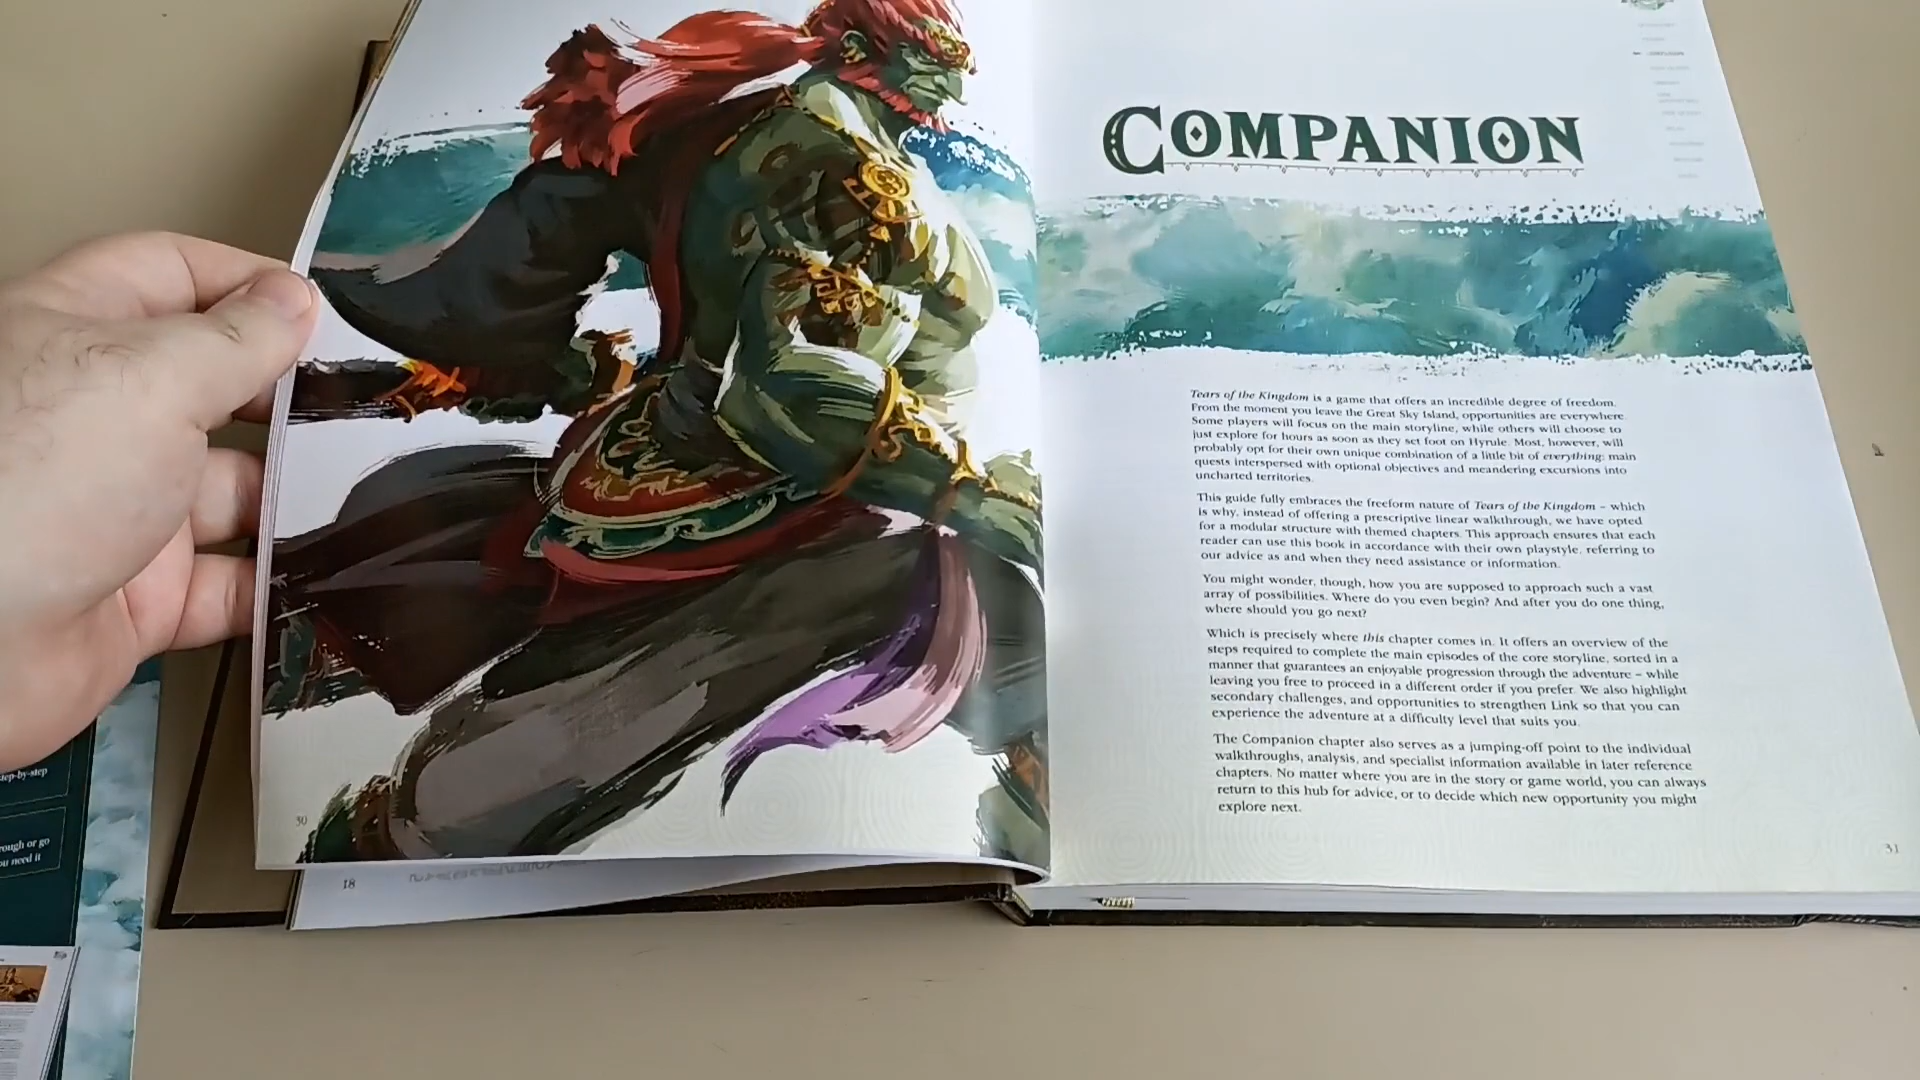 COMPANION
Tears of the Kingdom is a game that offers an incredible degree of freedom.
From the moment you leave the Great Sky Island, opportunities are everywhere.
Some players will focus on the main storyline, while others will choose to
just explore for hours as soon as they set foot on Hyrule. Most, however, will
probably opt for their own unique combination of a little bit of everything: main
quests interspersed with optional objectives and meandering excursions into
uncharted territories.
This guide fully embraces the freeform nature of Tears of the Kingdom – which
is why, instead of offering a prescriptive linear walkthrough, we have opted
for a modular structure with themed chapters. This approach ensures that each
reader can use this book in accordance with their own playstyle, referring to
our advice as and when they need assistance or information.
You might wonder, though, how you are supposed to approach such a vast
array of possibilities. Where do you even begin? And after you do one thing,
where should you go next?
Which is precisely where this chapter comes in. It offers an overview of the
steps required to complete the main episodes of the core storyline, sorted in a
manner that guarantees an enjoyable progression through the adventure – while
leaving you free to proceed in a different order if you prefer. We also highlight
secondary challenges, and opportunities to strengthen Link so that you can
experience the adventure at a difficulty level that suits you.
The Companion chapter also serves as a jumping-off point to the individual
walkthroughs, analysis, and specialist information available in later reference
chapters. No matter where you are in the story or game world, you can always
return to this hub for advice, or to decide which new opportunity you might
explore next.
30
31
18
step-by-step
rough or go
ou need it